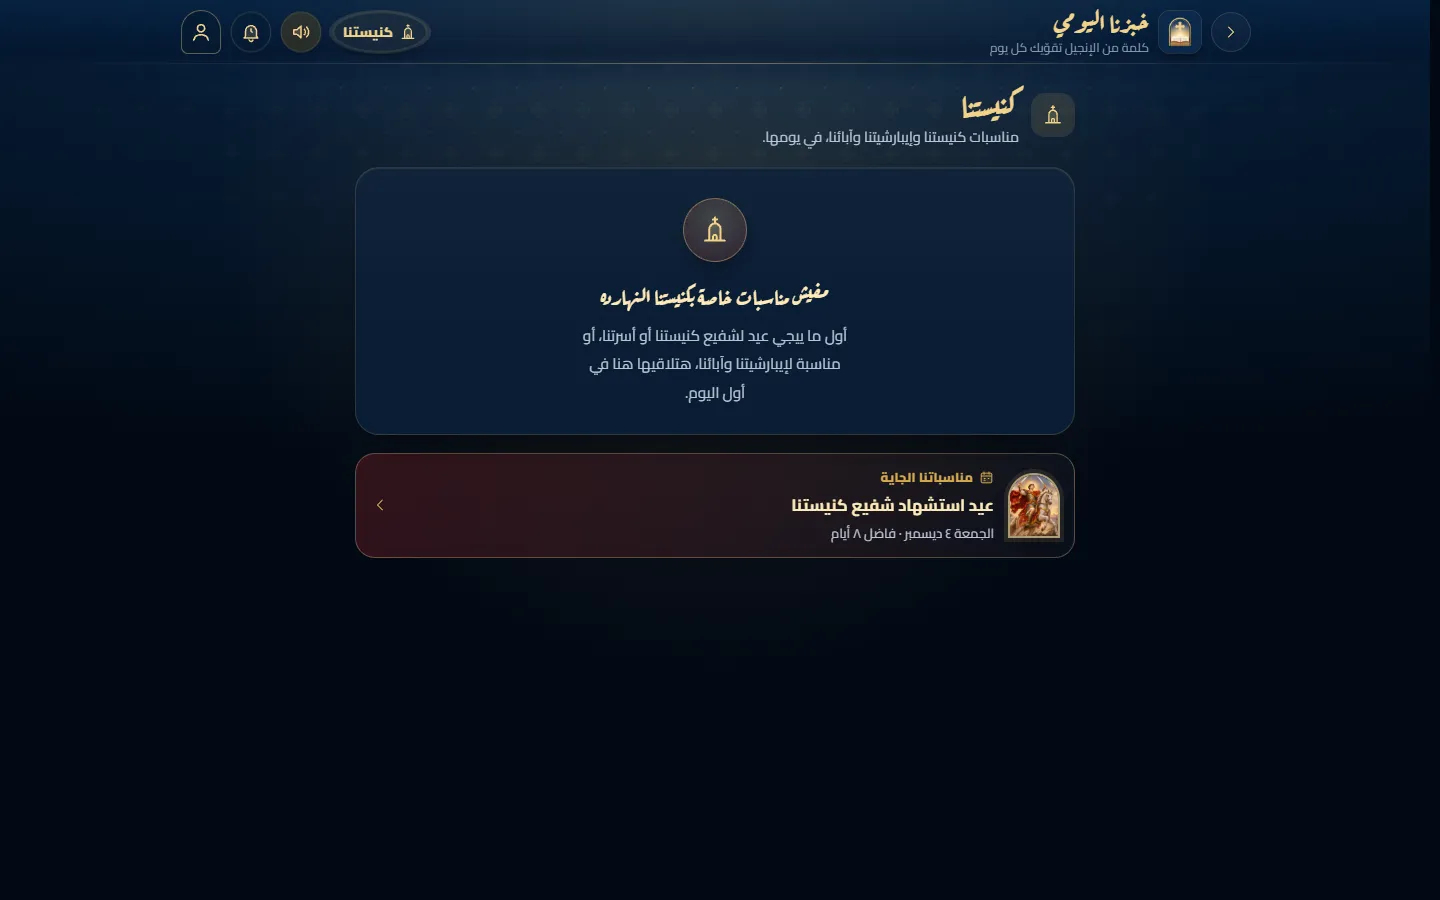 خبزنا اليومي
كلمة من الإنجيل تقوّيك كل يوم
كنيستنا
كنيستنا
مناسبات كنيستنا وإيبارشيتنا وآبائنا، في يومها.
مفيش مناسبات خاصة بكنيستنا النهارده
أول ما ييجي عيد لشفيع كنيستنا أو أسرتنا، أو
مناسبة لإيبارشيتنا وآبائنا، هتلاقيها هنا في
أول اليوم.
مناسباتنا الجاية
عيد استشهاد شفيع كنيستنا
الجمعة ٤ ديسمبر · فاضل ٨ أيام